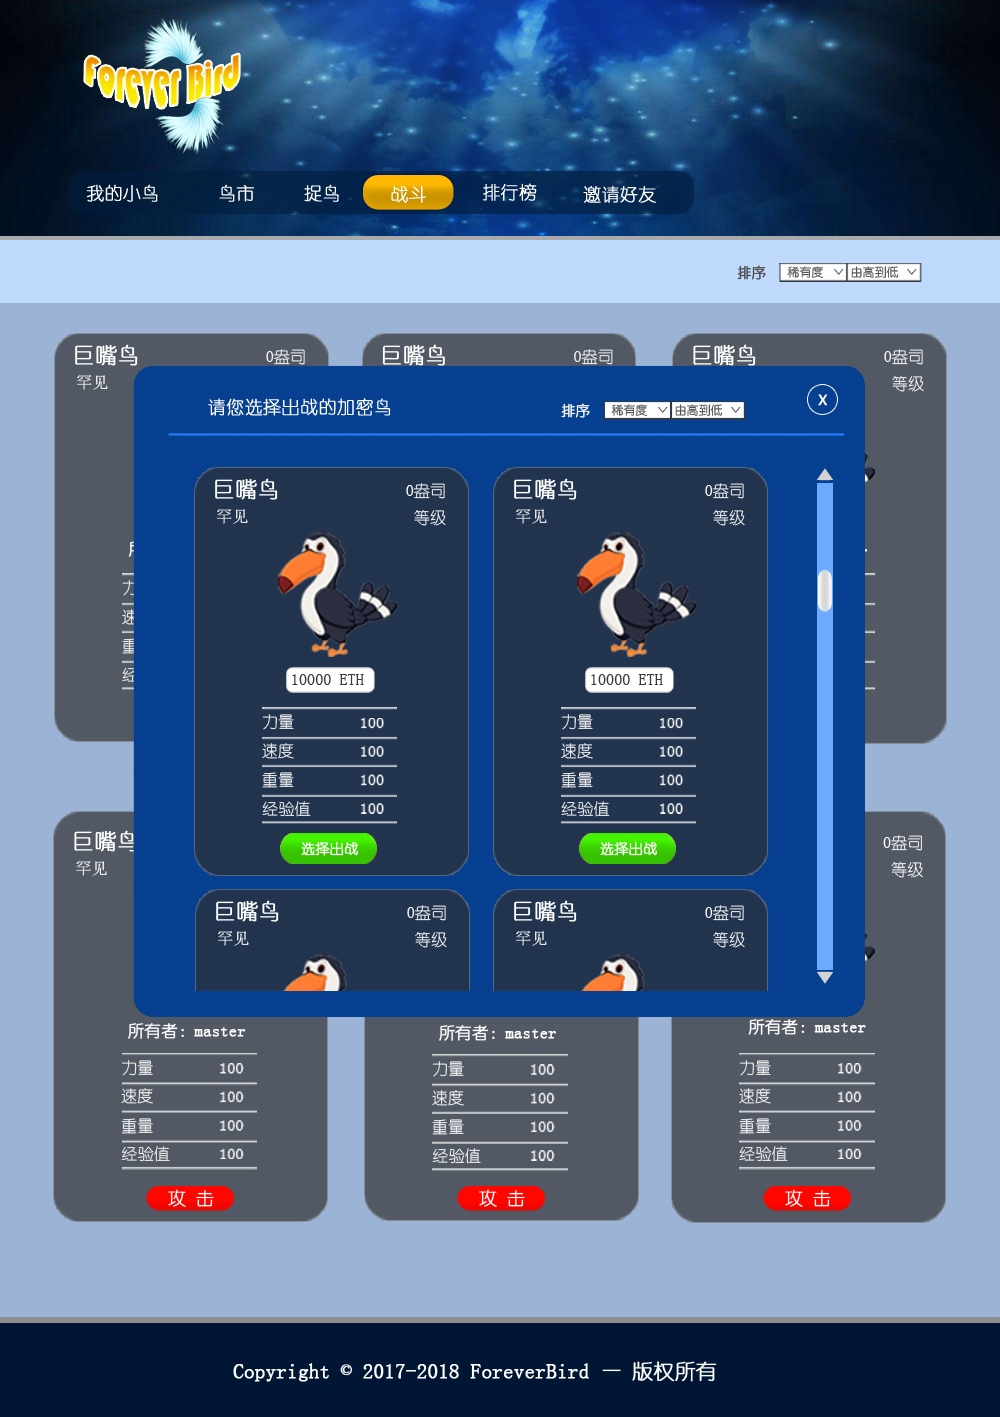 Forever Bird
我的小鸟 鸟市 捉鸟 战斗 排行榜 邀请好友
排序 稀有度 由高到低
巨嘴鸟 0盎司 巨嘴鸟 0盎司 巨嘴鸟 0盎司
罕见 等级
请您选择出战的加密鸟 排序 稀有度 由高到低 X
巨嘴鸟 0盎司 巨嘴鸟 0盎司
罕见 等级 罕见 等级
10000 ETH 10000 ETH
力量 100 力量 100
速度 100 速度 100
重量 100 重量 100
经验值 100 经验值 100
选择出战 选择出战
巨嘴鸟 0盎司
罕见 等级
巨嘴鸟 0盎司 巨嘴鸟 0盎司
罕见 等级 罕见 等级
所有者: master 所有者: master 所有者: master
力量 100 力量 100 力量 100
速度 100 速度 100 速度 100
重量 100 重量 100 重量 100
经验值 100 经验值 100 经验值 100
攻 击 攻 击 攻 击
Copyright © 2017-2018 ForeverBird — 版权所有